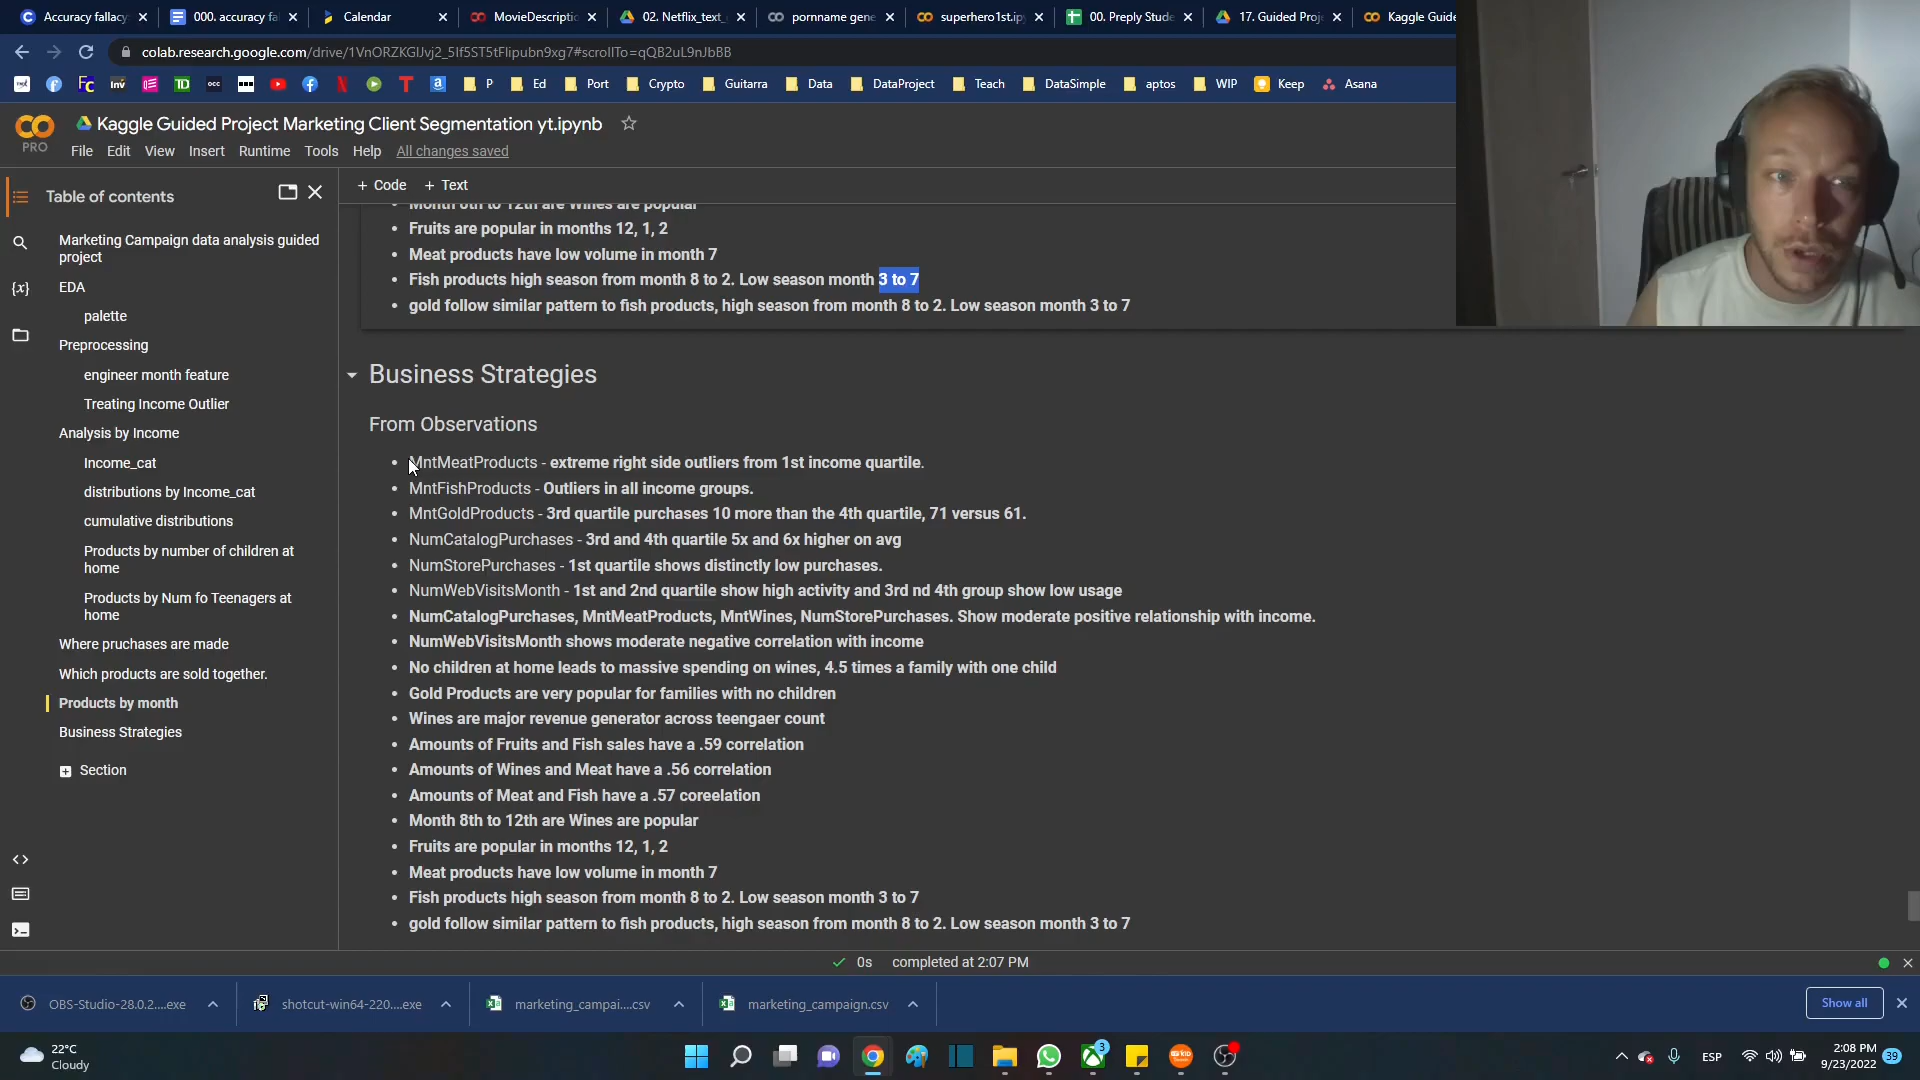 Accuracy fallacy
000. accuracy fa
Calendar
MovieDescriptio
02. Netflix_text_
pornname gene
superhero1st.ip
00. Preply Stude
17. Guided Proj
Kaggle Guide
colab.research.google.com/drive/1VnORZKGlJvj2_5If5ST5tFlipubn9xg7#scrollTo=qQB2uL9nJbBB
inv
TD
occ
P
Ed
Port
Crypto
Guitarra
Data
DataProject
Teach
DataSimple
aptos
WIP
Keep
Asana
PRO
Kaggle Guided Project Marketing Client Segmentation yt.ipynb
File Edit View Insert Runtime Tools Help All changes saved
Table of contents
+ Code + Text
Marketing Campaign data analysis guided
project
EDA
palette
Preprocessing
engineer month feature
Treating Income Outlier
Analysis by Income
Income_cat
distributions by Income_cat
cumulative distributions
Products by number of children at
home
Products by Num fo Teenagers at
home
Where pruchases are made
Which products are sold together.
Products by month
Business Strategies
Section
{x}
Month 8th to 12th are Wines are popular
Fruits are popular in months 12, 1, 2
Meat products have low volume in month 7
Fish products high season from month 8 to 2. Low season month 3 to 7
gold follow similar pattern to fish products, high season from month 8 to 2. Low season month 3 to 7
Business Strategies
From Observations
MntMeatProducts - extreme right side outliers from 1st income quartile.
MntFishProducts - Outliers in all income groups.
MntGoldProducts - 3rd quartile purchases 10 more than the 4th quartile, 71 versus 61.
NumCatalogPurchases - 3rd and 4th quartile 5x and 6x higher on avg
NumStorePurchases - 1st quartile shows distinctly low purchases.
NumWebVisitsMonth - 1st and 2nd quartile show high activity and 3rd nd 4th group show low usage
NumCatalogPurchases, MntMeatProducts, MntWines, NumStorePurchases. Show moderate positive relationship with income.
NumWebVisitsMonth shows moderate negative correlation with income
No children at home leads to massive spending on wines, 4.5 times a family with one child
Gold Products are very popular for families with no children
Wines are major revenue generator across teengaer count
Amounts of Fruits and Fish sales have a .59 correlation
Amounts of Wines and Meat have a .56 correlation
Amounts of Meat and Fish have a .57 coreelation
Month 8th to 12th are Wines are popular
Fruits are popular in months 12, 1, 2
Meat products have low volume in month 7
Fish products high season from month 8 to 2. Low season month 3 to 7
gold follow similar pattern to fish products, high season from month 8 to 2. Low season month 3 to 7
0s completed at 2:07 PM
OBS-Studio-28.0.2....exe
shotcut-win64-220....exe
marketing_campai....csv
marketing_campaign.csv
Show all
22°C
Cloudy
3
ESP
2:08 PM
9/23/2022
39